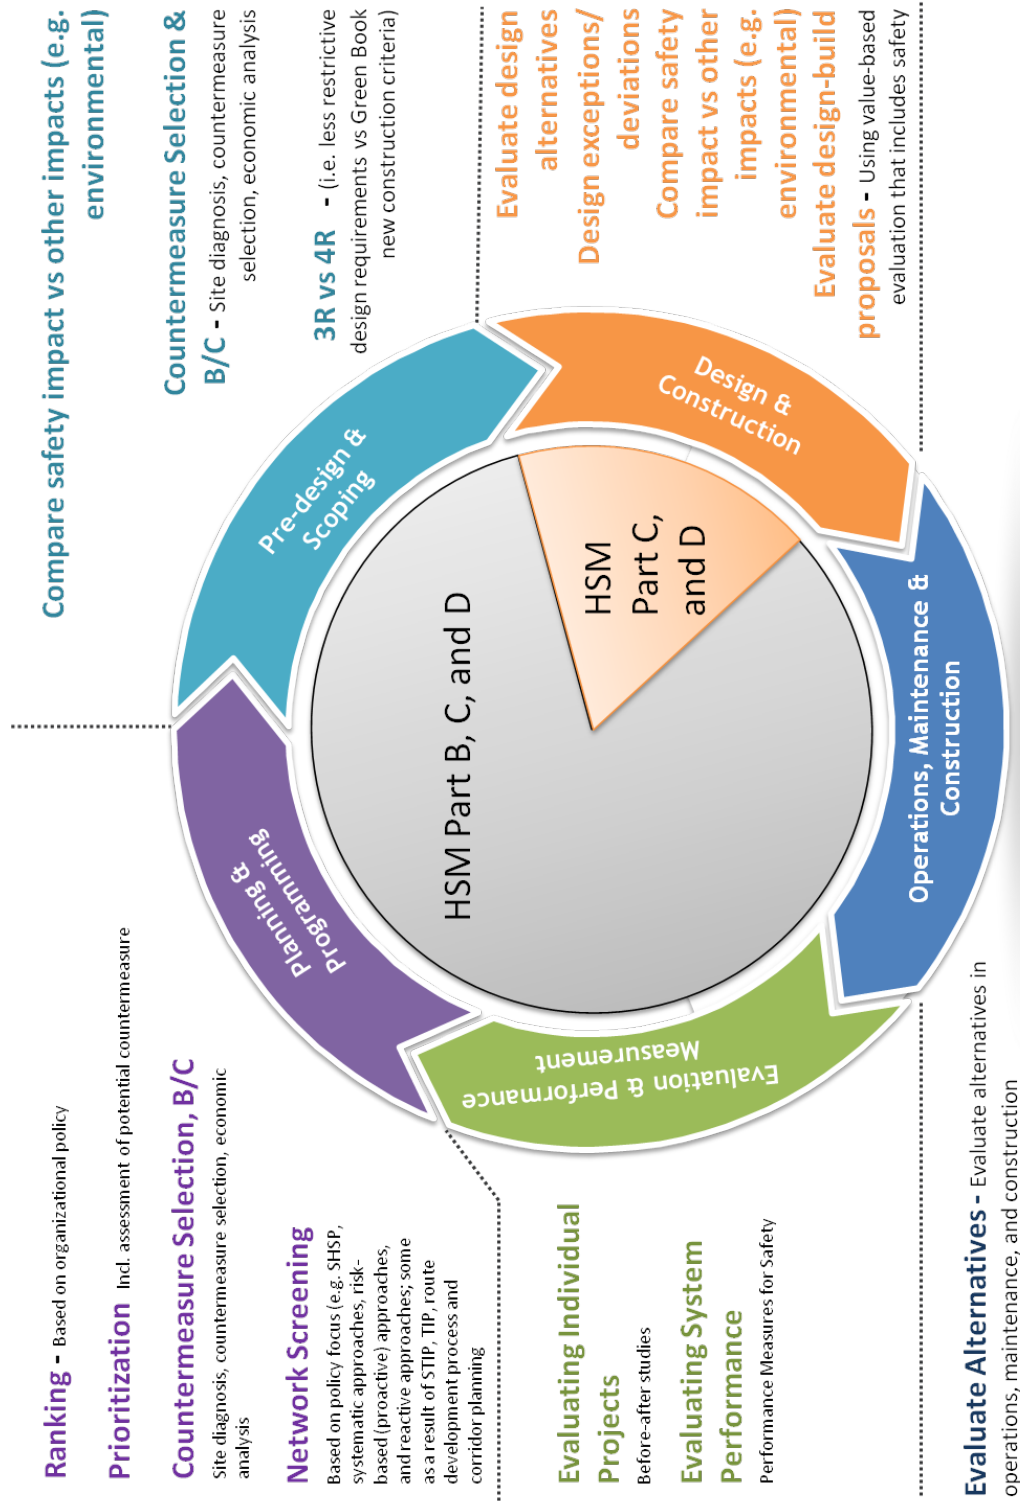 Ranking - Based on organizational policy
Prioritization Incl. assessment of potential countermeasure
Countermeasure Selection, B/C
Site diagnosis, countermeasure selection, economic
analysis
Network Screening
Based on policy focus (e.g. SHSP,
systematic approaches, risk-
based (proactive) approaches,
and reactive approaches; some
as a result of STIP, TIP, route
development process and
corridor planning
Compare safety impact vs other impacts (e.g.
environmental)
Countermeasure Selection &
B/C - Site diagnosis, countermeasure
selection, economic analysis
3R vs 4R - (i.e. less restrictive
design requirements vs Green Book
new construction criteria)
Planning &
Programming
Pre-design &
Scoping
HSM Part B, C, and D
HSM
Part C,
and D
Design &
Construction
Evaluation & Performance
Measurement
Operations, Maintenance &
Construction
Evaluating Individual
Projects
Before-after studies
Evaluating System
Performance
Performance Measures for Safety
Evaluate design
alternatives
Design exceptions/
deviations
Compare safety
impact vs other
impacts (e.g.
environmental)
Evaluate design-build
proposals - Using value-based
evaluation that includes safety
Evaluate Alternatives - Evaluate alternatives in
operations, maintenance, and construction